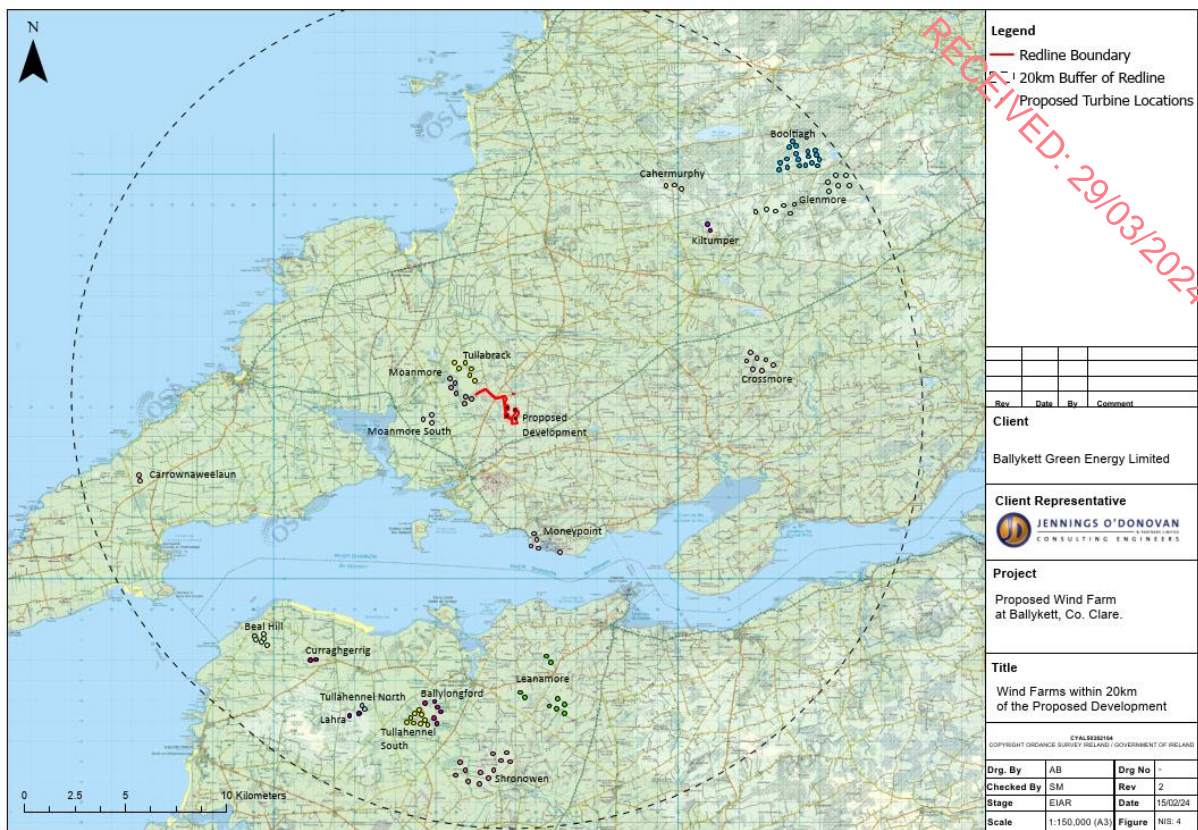 N
Booltiagh
Cahermurphy
Glenmore
Kiltumper
Tullabrack
Moanmore
Crossmore
Moanmore South
Proposed
Development
Carrownaweelaun
Moneypoint
Beal Hill
Curraghgerrig
Leanamore
Tullahennel North
Ballylongford
Lahra
Tullahennel
South
Shronowen
0 2.5 5 10 Kilometers
Legend
Redline Boundary
20km Buffer of Redline
Proposed Turbine Locations
RECEIVED: 29/03/2024
Rev Date By Comment
Client
Ballykett Green Energy Limited
Client Representative
JENNINGS O'DONOVAN
& PARTNERS LIMITED
CONSULTING ENGINEERS
Project
Proposed Wind Farm
at Ballykett, Co. Clare.
Title
Wind Farms within 20km
of the Proposed Development
CYAL50202164
COPYRIGHT ORDANCE SURVEY IRELAND / GOVERNMENT OF IRELAND
Drg. By AB Drg No -
Checked By SM Rev 2
Stage EIAR Date 15/02/24
Scale 1:150,000 (A3) Figure NIS: 4